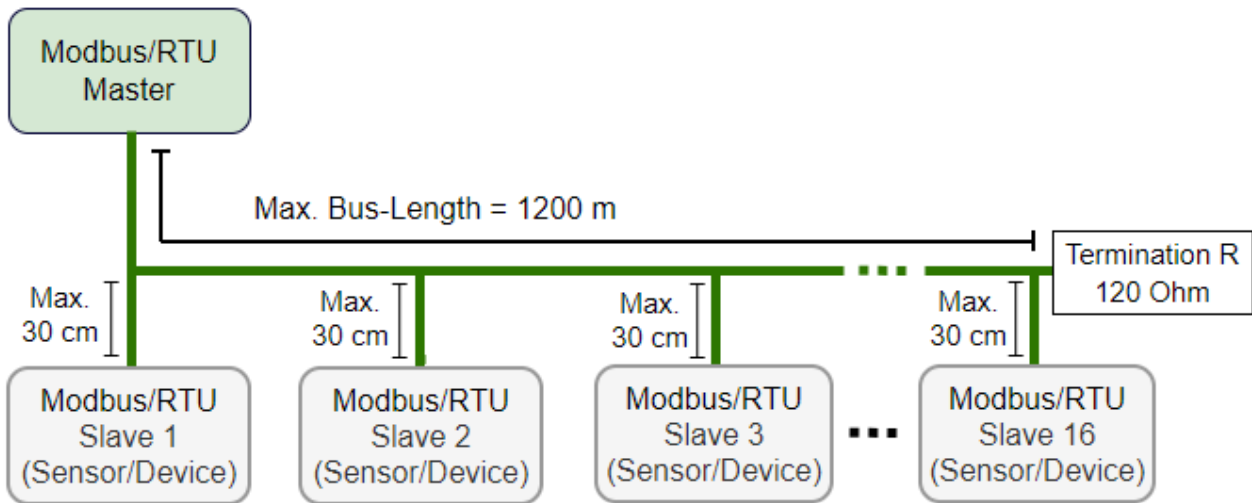 Modbus/RTU
Master
Max. Bus-Length = 1200 m
Termination R
120 Ohm
Max.
30 cm
Max.
30 cm
Max.
30 cm
Max.
30 cm
Modbus/RTU
Slave 1
(Sensor/Device)
Modbus/RTU
Slave 2
(Sensor/Device)
Modbus/RTU
Slave 3
(Sensor/Device)
Modbus/RTU
Slave 16
(Sensor/Device)